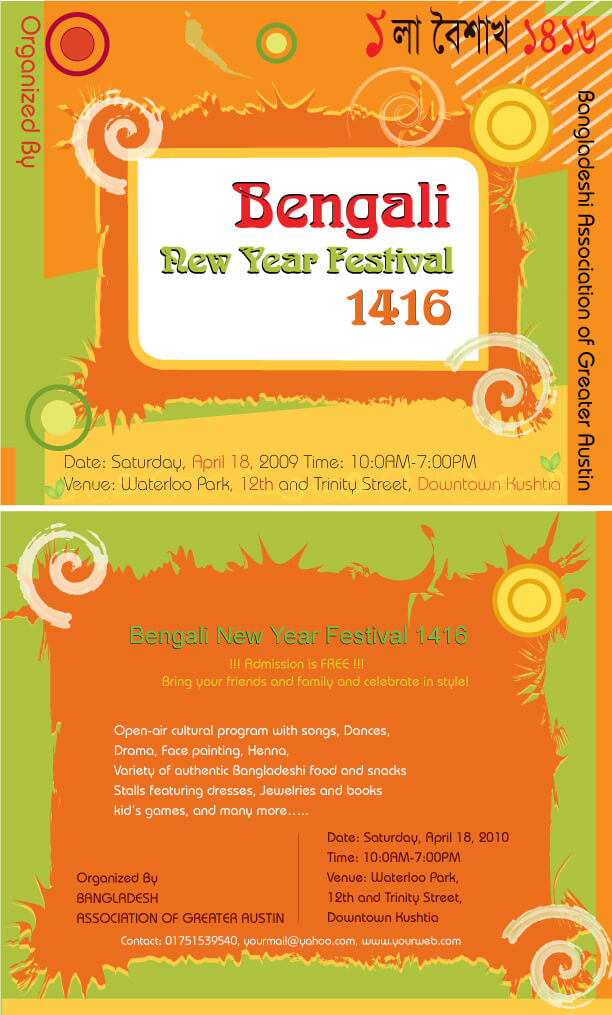 Organized By
১লা বৈশাখ ১৪১৬
Bangladeshi Association of Greater Austin
Bengali
New Year Festival
1416
Date: Saturday, April 18, 2009 Time: 10:0AM-7:00PM
Venue: Waterloo Park, 12th and Trinity Street, Downtown Kushtia
Bengali New Year Festival 1416
!!! Admission is FREE !!!
Bring your friends and family and celebrate in style!
Open-air cultural program with songs, Dances,
Drama, Face painting, Henna,
Variety of authentic Bangladeshi food and snacks
Stalls featuring dresses, Jewelries and books
kid's games, and many more.....
Organized By
BANGLADESH
ASSOCIATION OF GREATER AUSTIN
Date: Saturday, April 18, 2010
Time: 10:0AM-7:00PM
Venue: Waterloo Park,
12th and Trinity Street,
Downtown Kushtia
Contact: 01751539540, yourmail@yahoo.com, www.yourweb.com